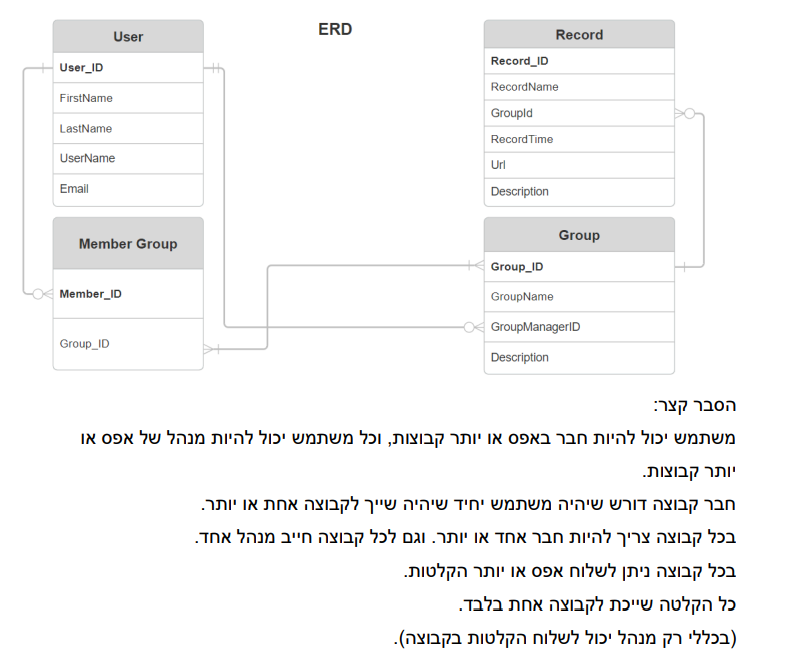 ERD
User
User_ID
FirstName
LastName
UserName
Email
Member Group
Member_ID
Group_ID
Record
Record_ID
RecordName
GroupId
RecordTime
Url
Description
Group
Group_ID
GroupName
GroupManagerID
Description
הסבר קצר:
משתמש יכול להיות חבר באפס או יותר קבוצות, וכל משתמש יכול להיות מנהל של אפס או
יותר קבוצות.
חבר קבוצה דורש שיהיה משתמש יחיד שיהיה שייך לקבוצה אחת או יותר.
בכל קבוצה צריך להיות חבר אחד או יותר. וגם לכל קבוצה חייב מנהל אחד.
בכל קבוצה ניתן לשלוח אפס או יותר הקלטות.
כל הקלטה שייכת לקבוצה אחת בלבד.
(בכללי רק מנהל יכול לשלוח הקלטות בקבוצה).